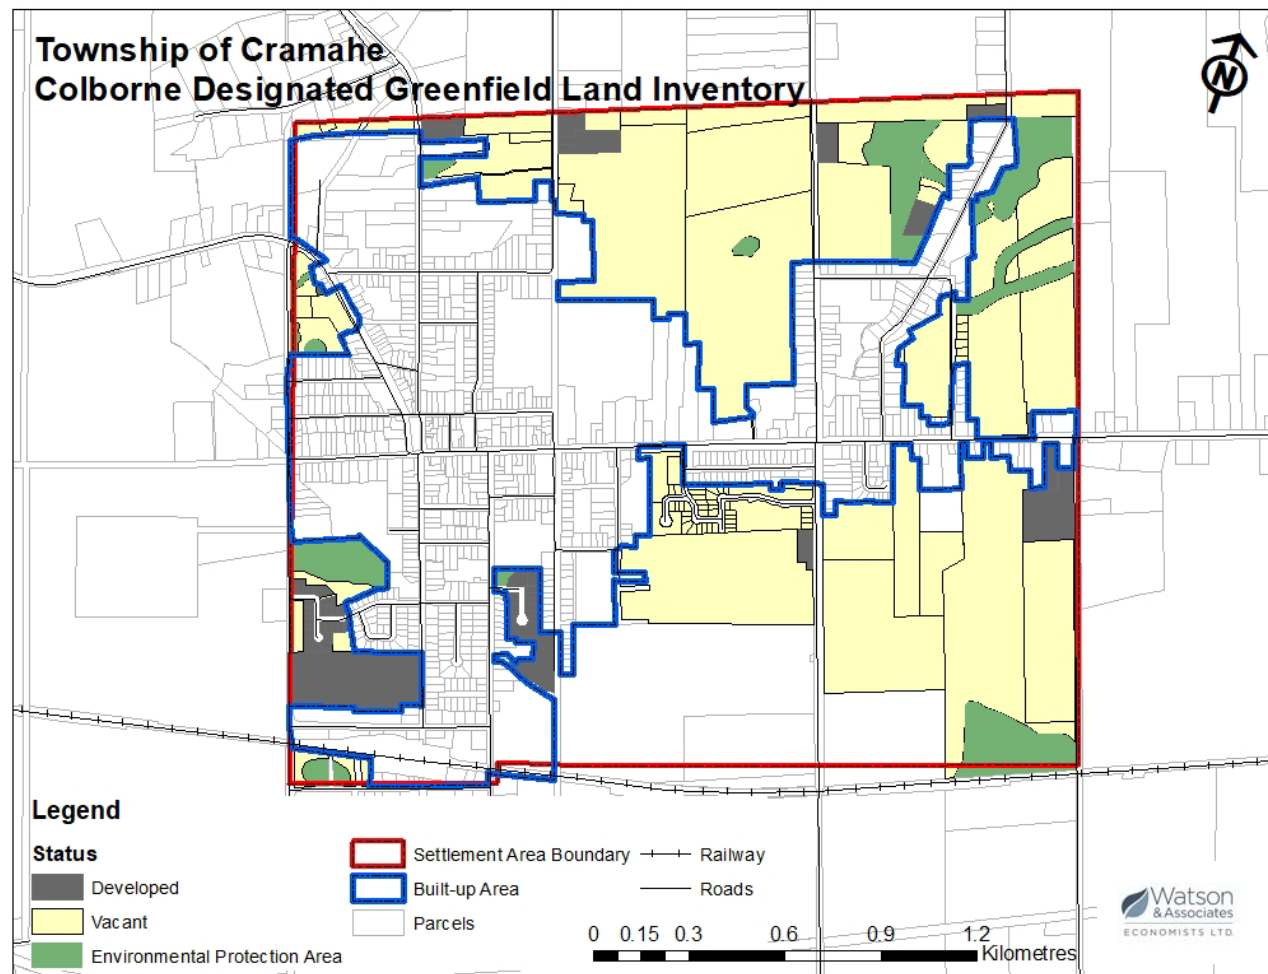 Township of Cramahe
Colborne Designated Greenfield Land Inventory
N
Legend
Status
Developed
Vacant
Environmental Protection Area
Settlement Area Boundary
Built-up Area
Parcels
Railway
Roads
0 0.15 0.3 0.6 0.9 1.2
Kilometres
Watson
& Associates
ECONOMISTS LTD.